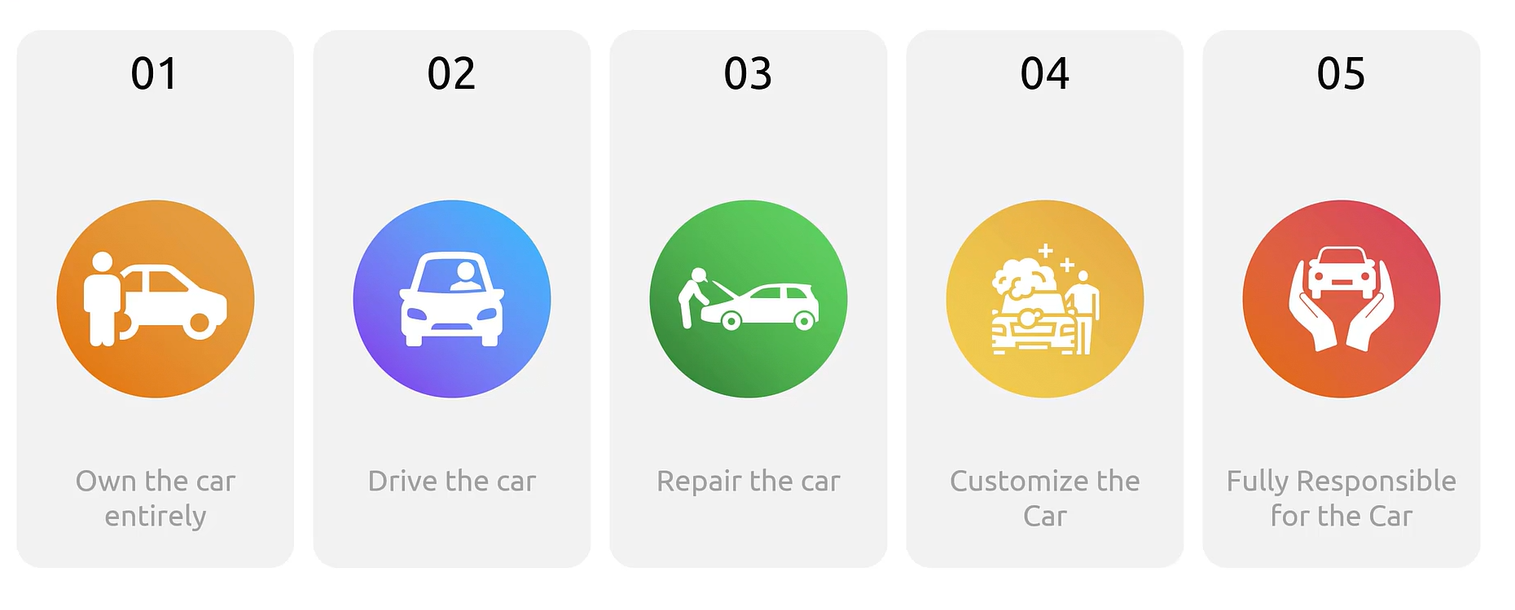 01
Own the car
entirely
02
Drive the car
03
Repair the car
04
Customize the
Car
05
Fully Responsible
for the Car